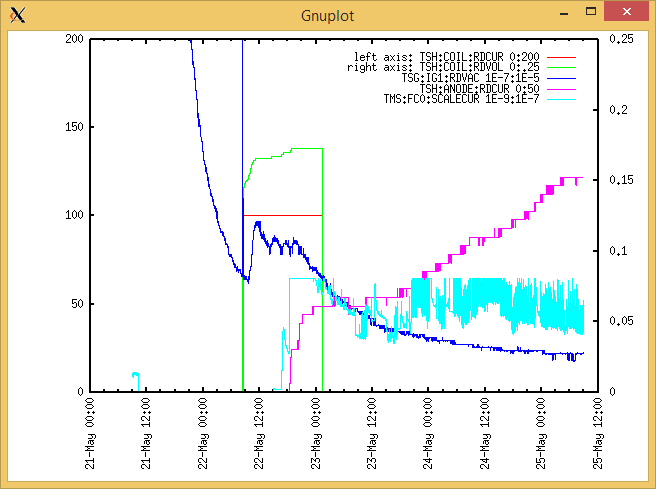 Gnuplot
left axis: TSH:COIL:RDCUR 0:200
right axis: TSH:COIL:RDVOL 0:.25
TSG:IG1:RDVAC 1E-7:1E-5
TSH:ANODE:RDCUR 0:50
TMS:FC0:SCALECUR 1E-9:1E-7
200
150
100
50
0
0.25
0.2
0.15
0.1
0.05
0
21-May 00:00
21-May 12:00
22-May 00:00
22-May 12:00
23-May 00:00
23-May 12:00
24-May 00:00
24-May 12:00
25-May 00:00
25-May 12:00